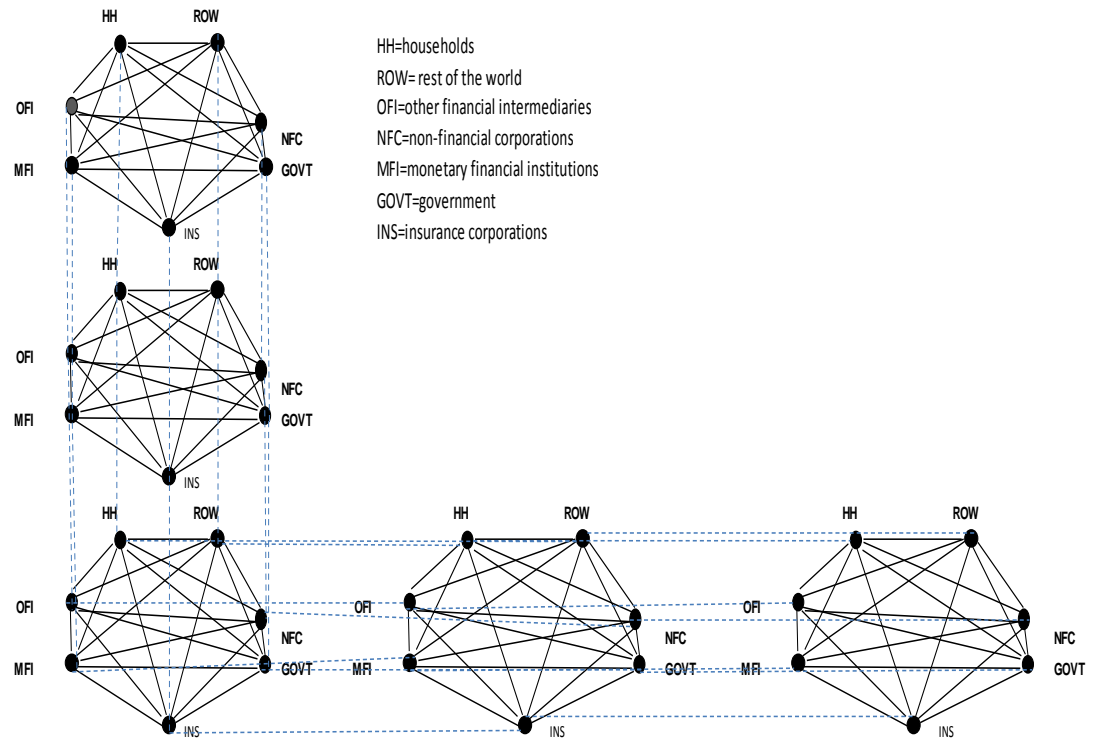 HH ROW
HH=households
ROW= rest of the world
OFI
OFI=other financial intermediaries
NFC
NFC=non-financial corporations
MFI GOVT
MFI=monetary financial institutions
GOVT=government
INS
INS=insurance corporations
HH ROW
OFI
NFC
MFI GOVT
INS
HH ROW HH ROW HH ROW
OFI OFI OFI
NFC NFC NFC
MFI GOVT MFI GOVT MFI GOVT
INS INS INS